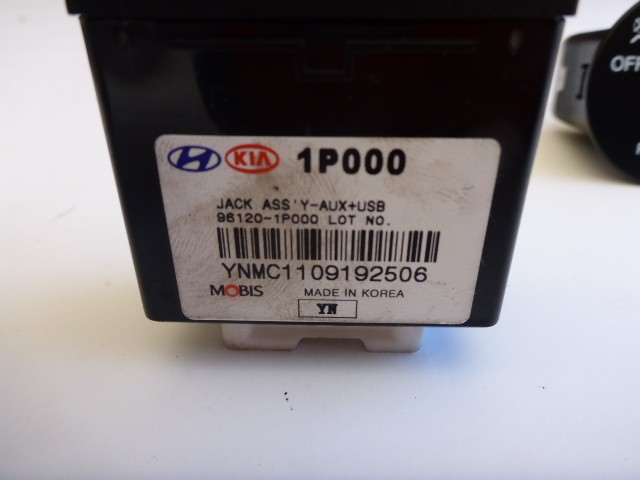 KIA 1P000
JACK ASS'Y-AUX+USB
96120-1P000 LOT NO.
YNMC1109192506
MOBIS MADE IN KOREA
YN
OFF